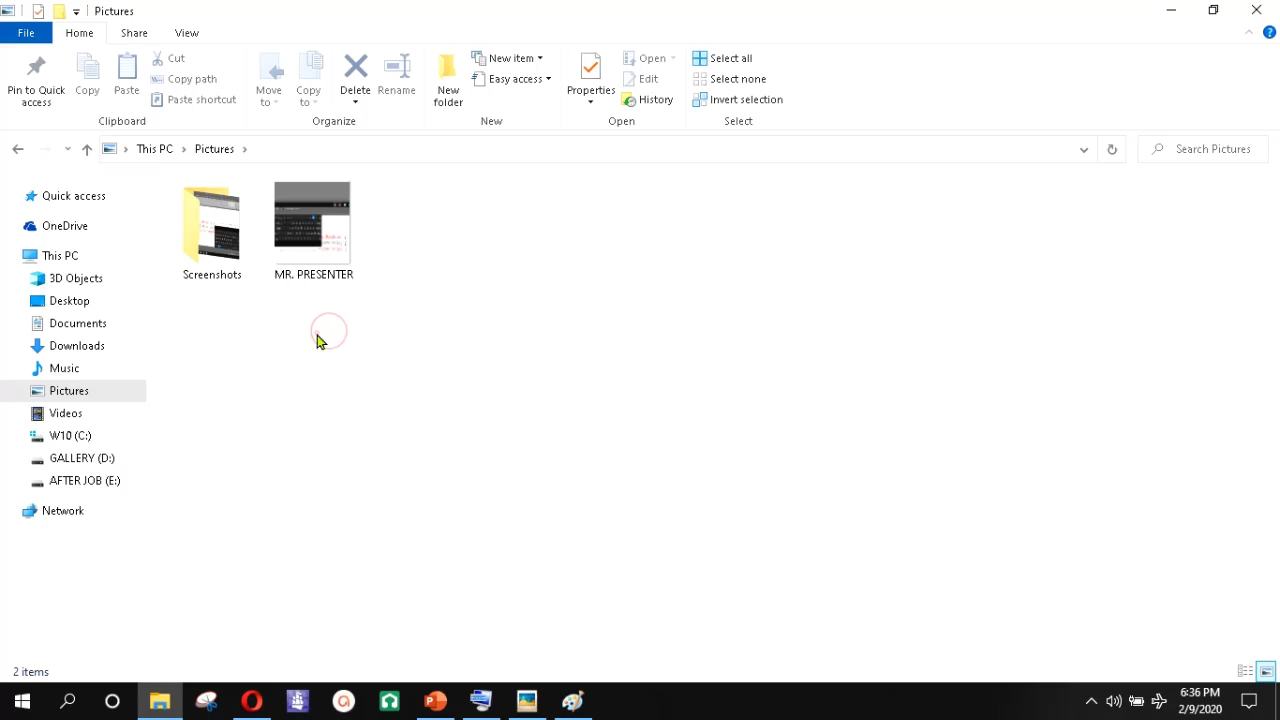 Pictures
File Home Share View
Pin to Quick access
Copy
Paste
Cut
Copy path
Paste shortcut
Clipboard
Move to
Copy to
Delete
Rename
Organize
New folder
New item
Easy access
New
Properties
Open
Edit
History
Open
Select all
Select none
Invert selection
Select
This PC Pictures
Search Pictures
Quick access
OneDrive
This PC
3D Objects
Desktop
Documents
Downloads
Music
Pictures
Videos
W10 (C:)
GALLERY (D:)
AFTER JOB (E:)
Network
Screenshots
MR. PRESENTER
2 items
6:36 PM
2/9/2020